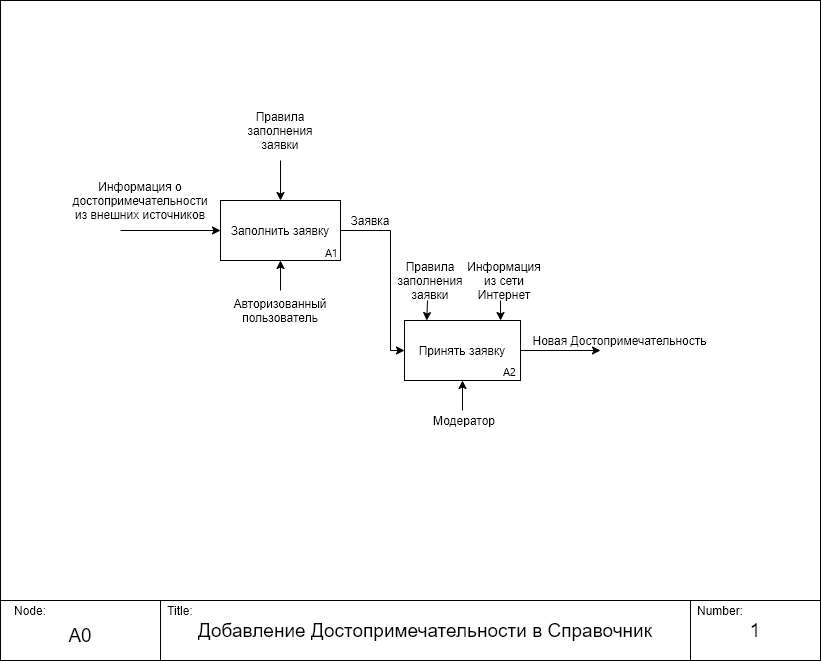 Правила
заполнения
заявки
Информация о
достопримечательности
из внешних источников
Заполнить заявку
A1
Заявка
Авторизованный
пользователь
Правила
заполнения
заявки
Информация
из сети
Интернет
Принять заявку
A2
Новая Достопримечательность
Модератор
Node:
A0
Title:
Добавление Достопримечательности в Справочник
Number:
1